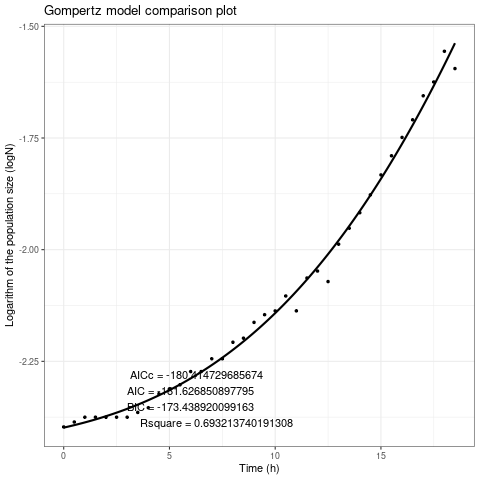 Gompertz model comparison plot
Logarithm of the population size (logN)
-1.50
-1.75
-2.00
-2.25
AICc = -180.414729685674
AIC = -181.626850897795
BIC = -173.438920099163
Rsquare = 0.693213740191308
0 5 10 15
Time (h)